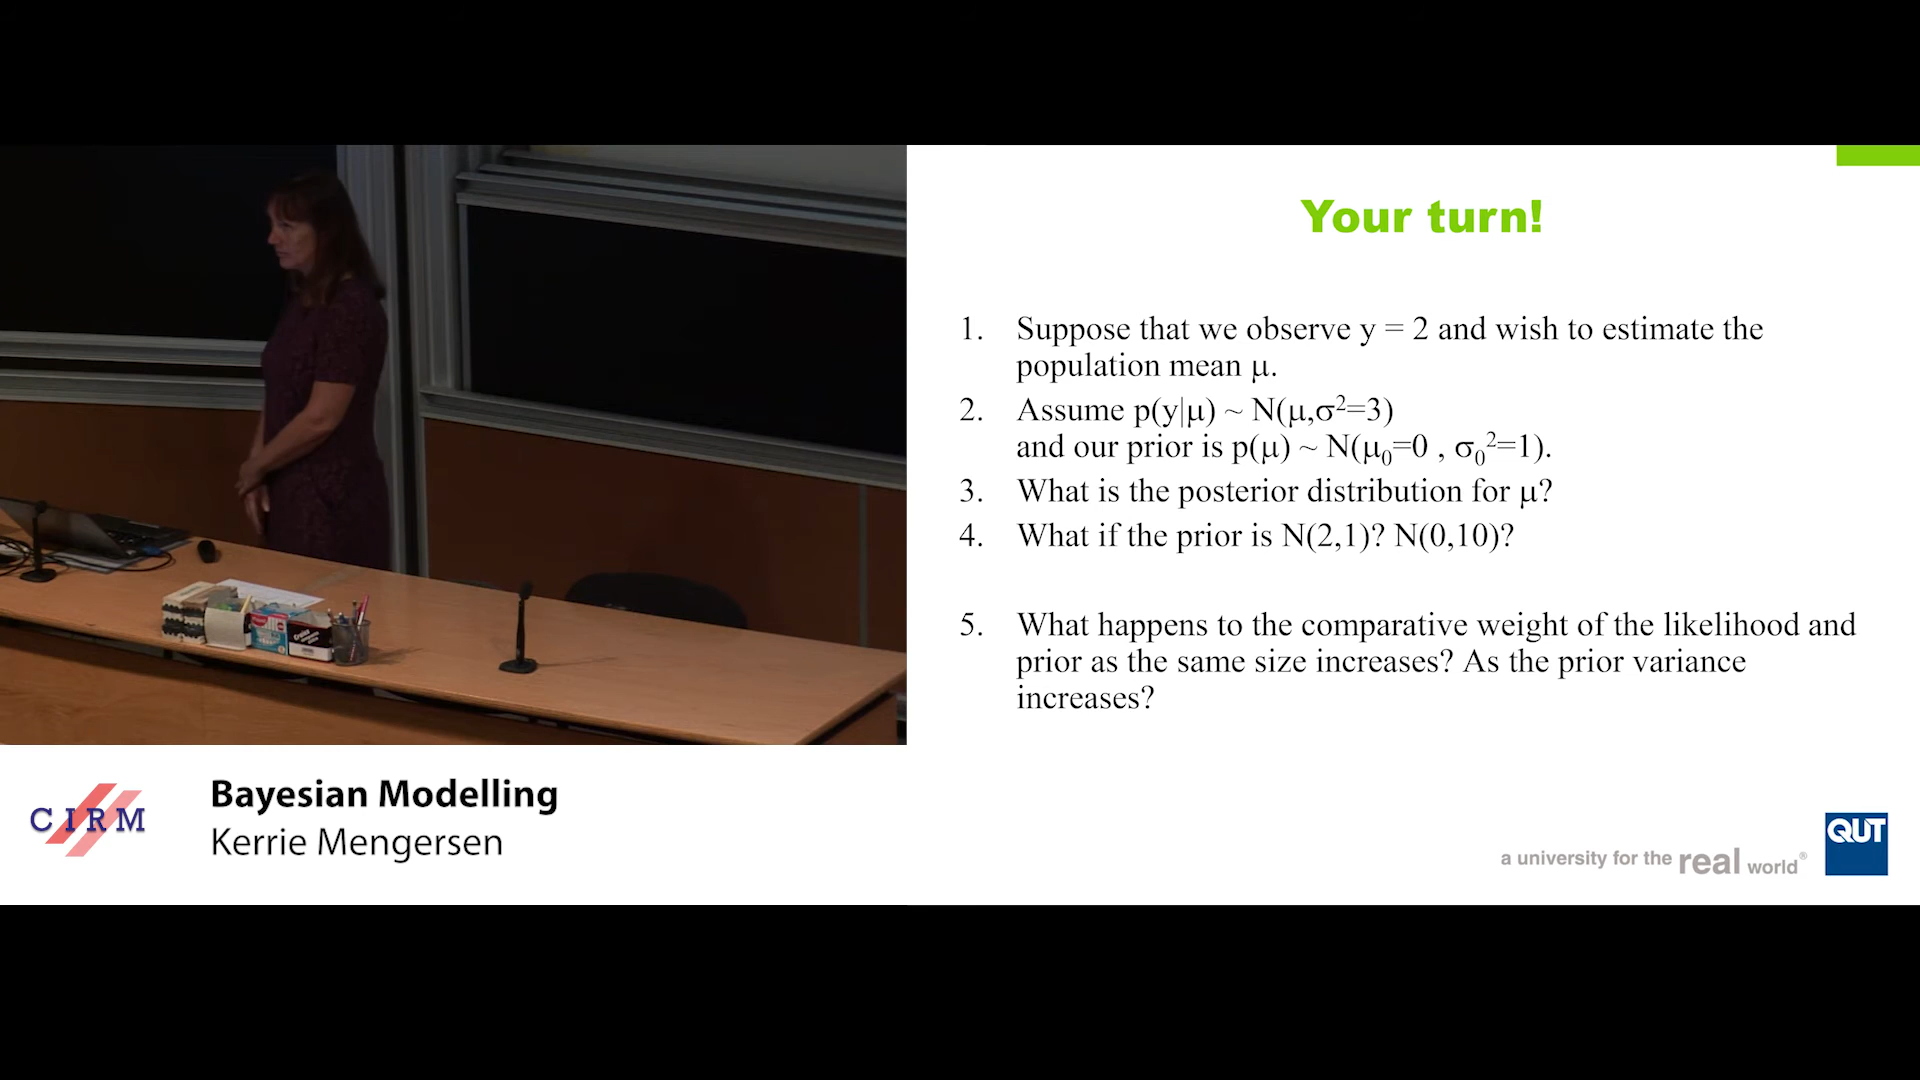 Your turn!
1. Suppose that we observe y = 2 and wish to estimate the
population mean μ.
2. Assume p(y|μ) ~ N(μ,σ²=3)
and our prior is p(μ) ~ N(μ₀=0 , σ₀²=1).
3. What is the posterior distribution for μ?
4. What if the prior is N(2,1)? N(0,10)?
5. What happens to the comparative weight of the likelihood and
prior as the same size increases? As the prior variance
increases?
CIRM
Bayesian Modelling
Kerrie Mengersen
a university for the real world®
QUT